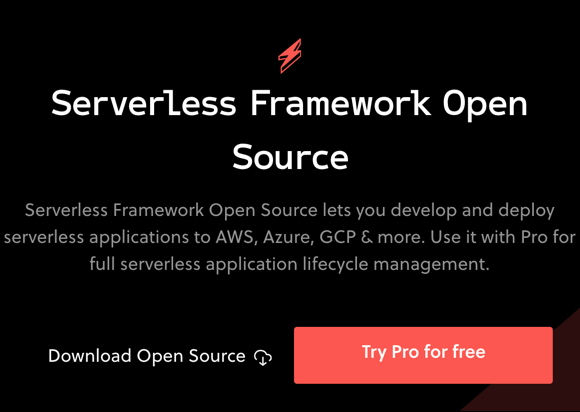 Serverless Framework Open
Source
Serverless Framework Open Source lets you develop and deploy
serverless applications to AWS, Azure, GCP & more. Use it with Pro for
full serverless application lifecycle management.
Download Open Source
Try Pro for free